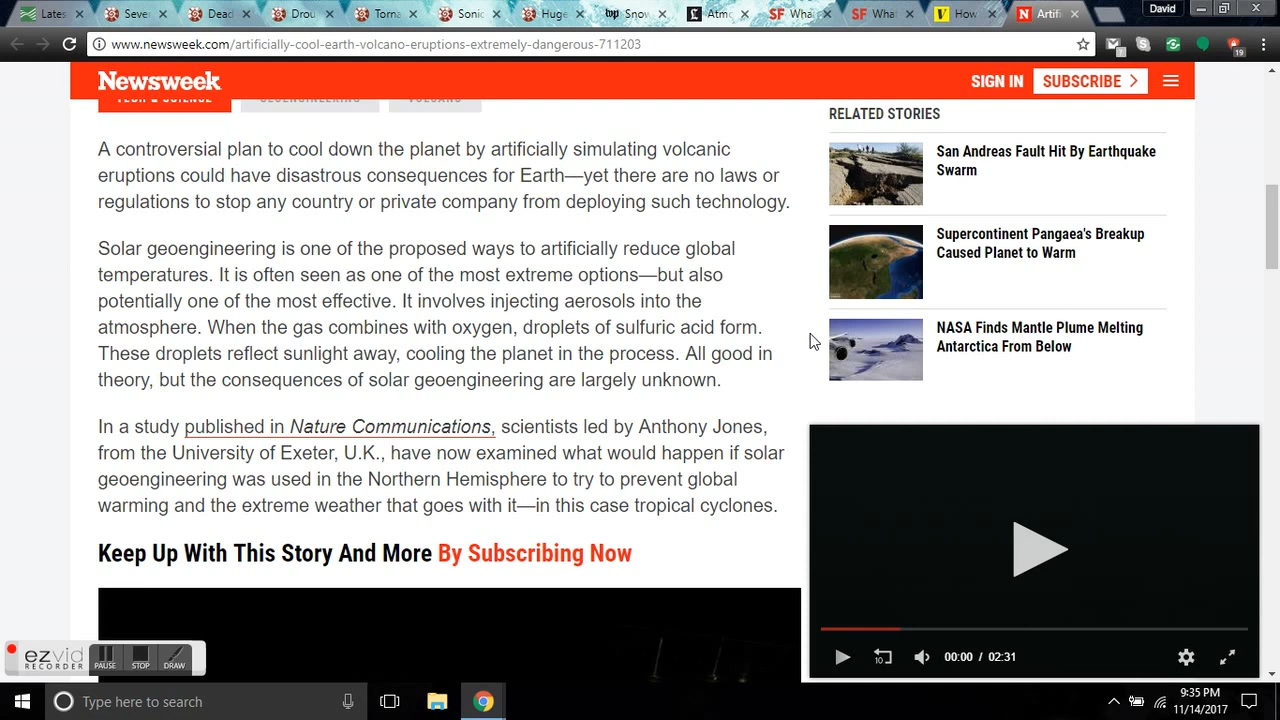 Lates
Sever
Dead
Drou
Torna
Sonic
Huge
Snow
Atmo
What
What
How
Artifi
David
www.newsweek.com/artificially-cool-earth-volcano-eruptions-extremely-dangerous-711203
19
Newsweek
SIGN IN
SUBSCRIBE
TECH & SCIENCE
GEOENGINEERING
VOLCANO
A controversial plan to cool down the planet by artificially simulating volcanic
eruptions could have disastrous consequences for Earth—yet there are no laws or
regulations to stop any country or private company from deploying such technology.
Solar geoengineering is one of the proposed ways to artificially reduce global
temperatures. It is often seen as one of the most extreme options—but also
potentially one of the most effective. It involves injecting aerosols into the
atmosphere. When the gas combines with oxygen, droplets of sulfuric acid form.
These droplets reflect sunlight away, cooling the planet in the process. All good in
theory, but the consequences of solar geoengineering are largely unknown.
In a study published in Nature Communications, scientists led by Anthony Jones,
from the University of Exeter, U.K., have now examined what would happen if solar
geoengineering was used in the Northern Hemisphere to try to prevent global
warming and the extreme weather that goes with it—in this case tropical cyclones.
Keep Up With This Story And More By Subscribing Now
RELATED STORIES
San Andreas Fault Hit By Earthquake
Swarm
Supercontinent Pangaea's Breakup
Caused Planet to Warm
NASA Finds Mantle Plume Melting
Antarctica From Below
10
00:00 / 02:31
ezvid
RECORDER
PAUSE
STOP
DRAW
Type here to search
9:35 PM
11/14/2017